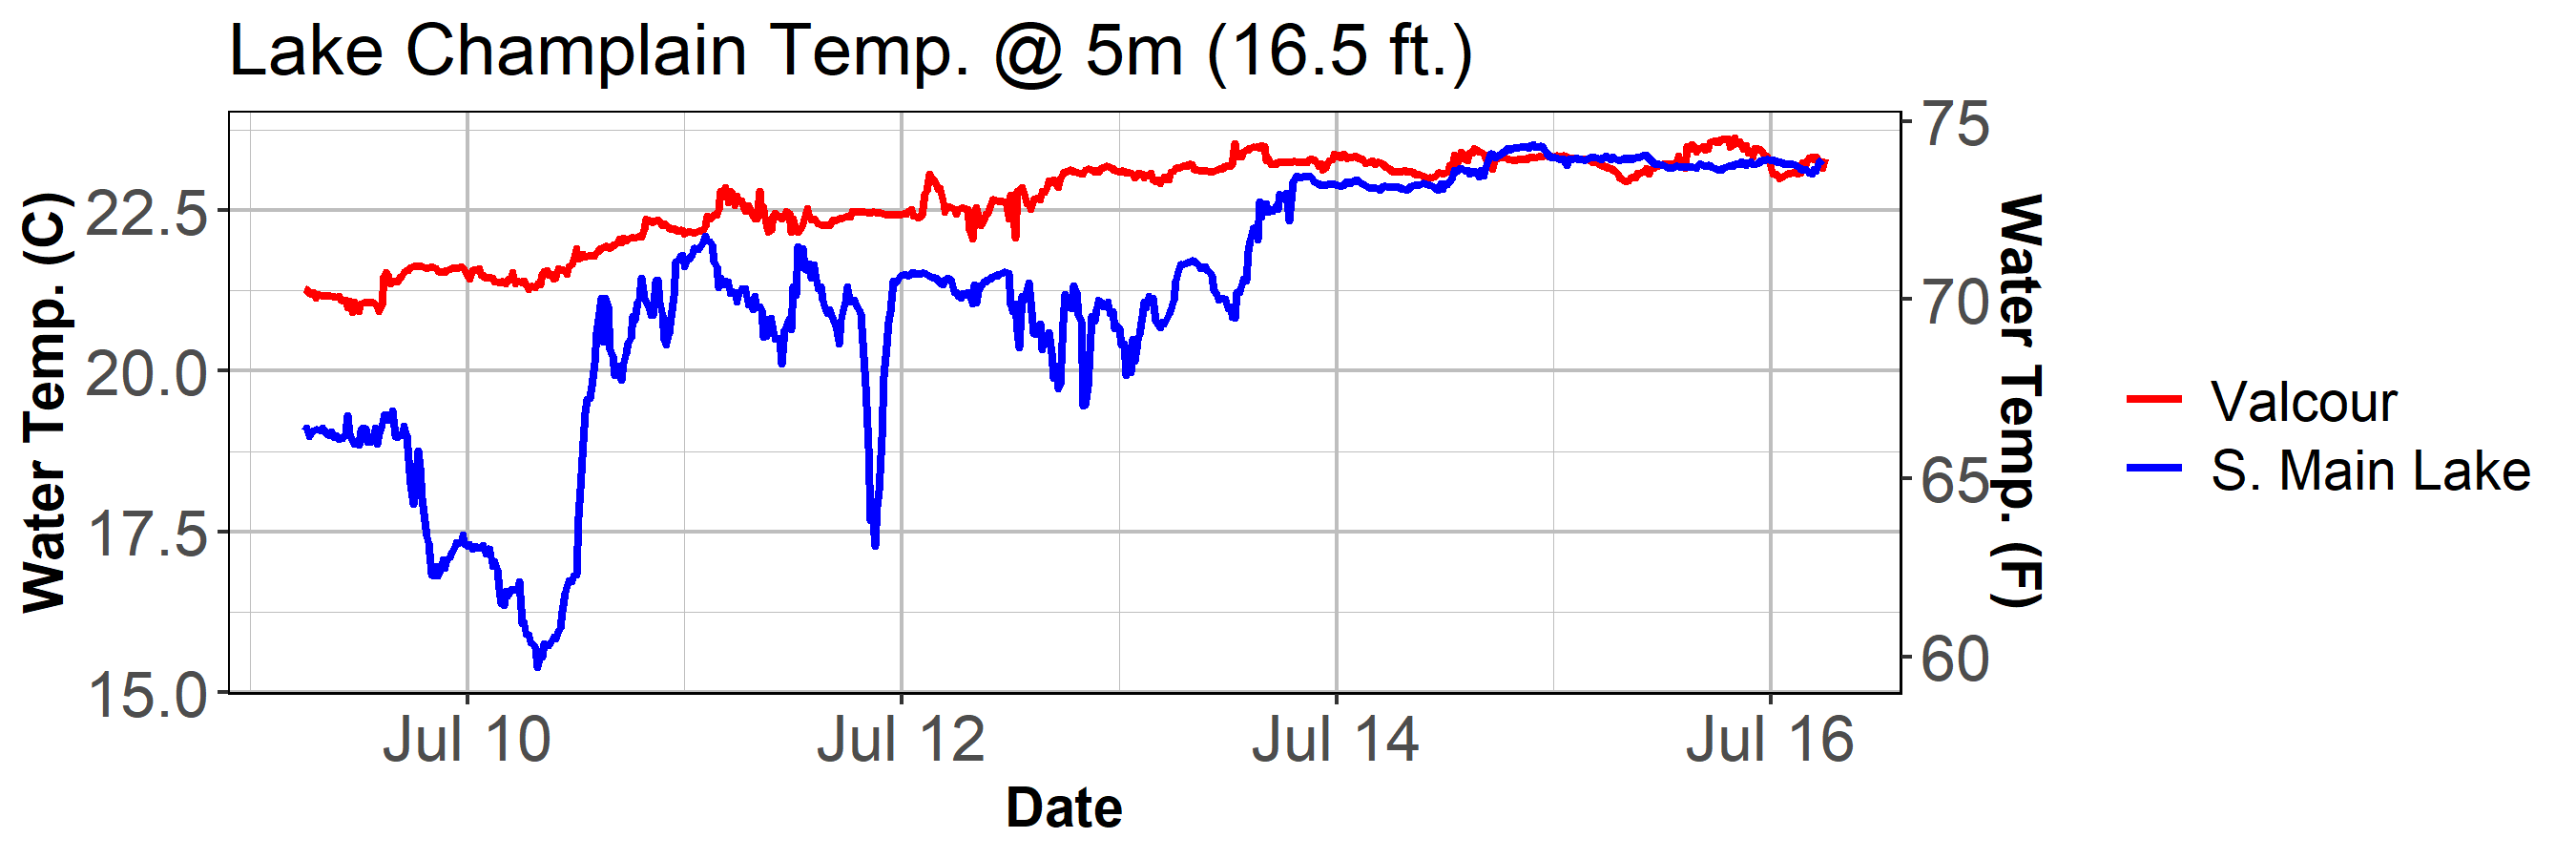 Lake Champlain Temp. @ 5m (16.5 ft.)
Water Temp. (C)
22.5
20.0
17.5
15.0
75
70
65
60
Water Temp. (F)
Jul 10
Jul 12
Jul 14
Jul 16
Date
Valcour
S. Main Lake